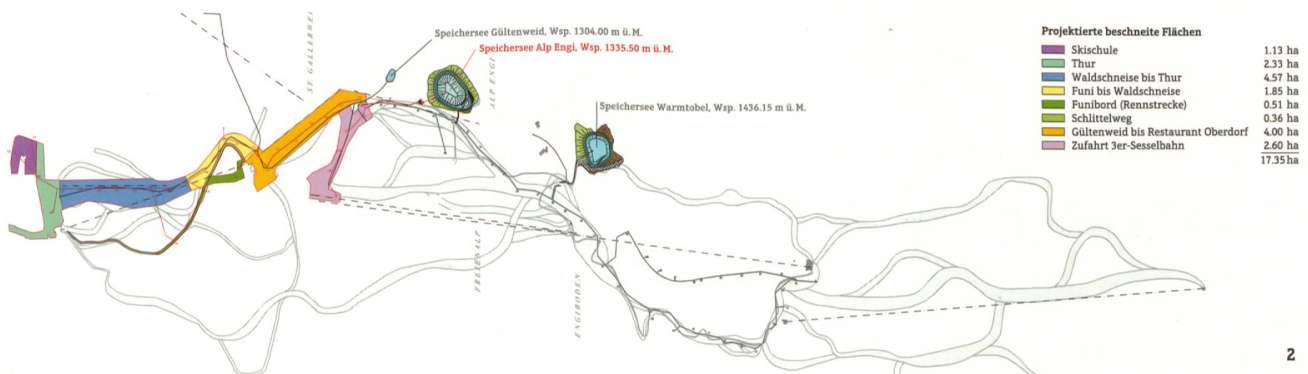 ST. GALLERWEI
Speichersee Gültenweid, Wsp. 1304.00 m ü. M.
Speichersee Alp Engi, Wsp. 1335.50 m ü. M.
ALP ENGI
Speichersee Warmtobel, Wsp. 1436.15 m ü. M.
ENGIBODEN
Projektierte beschneite Flächen
Skischule 1.13 ha
Thur 2.33 ha
Waldschneise bis Thur 4.57 ha
Funi bis Waldschneise 1.85 ha
Funibord (Rennstrecke) 0.51 ha
Schlittelweg 0.36 ha
Gültenweid bis Restaurant Oberdorf 4.00 ha
Zufahrt 3er-Sesselbahn 2.60 ha
17.35 ha
2